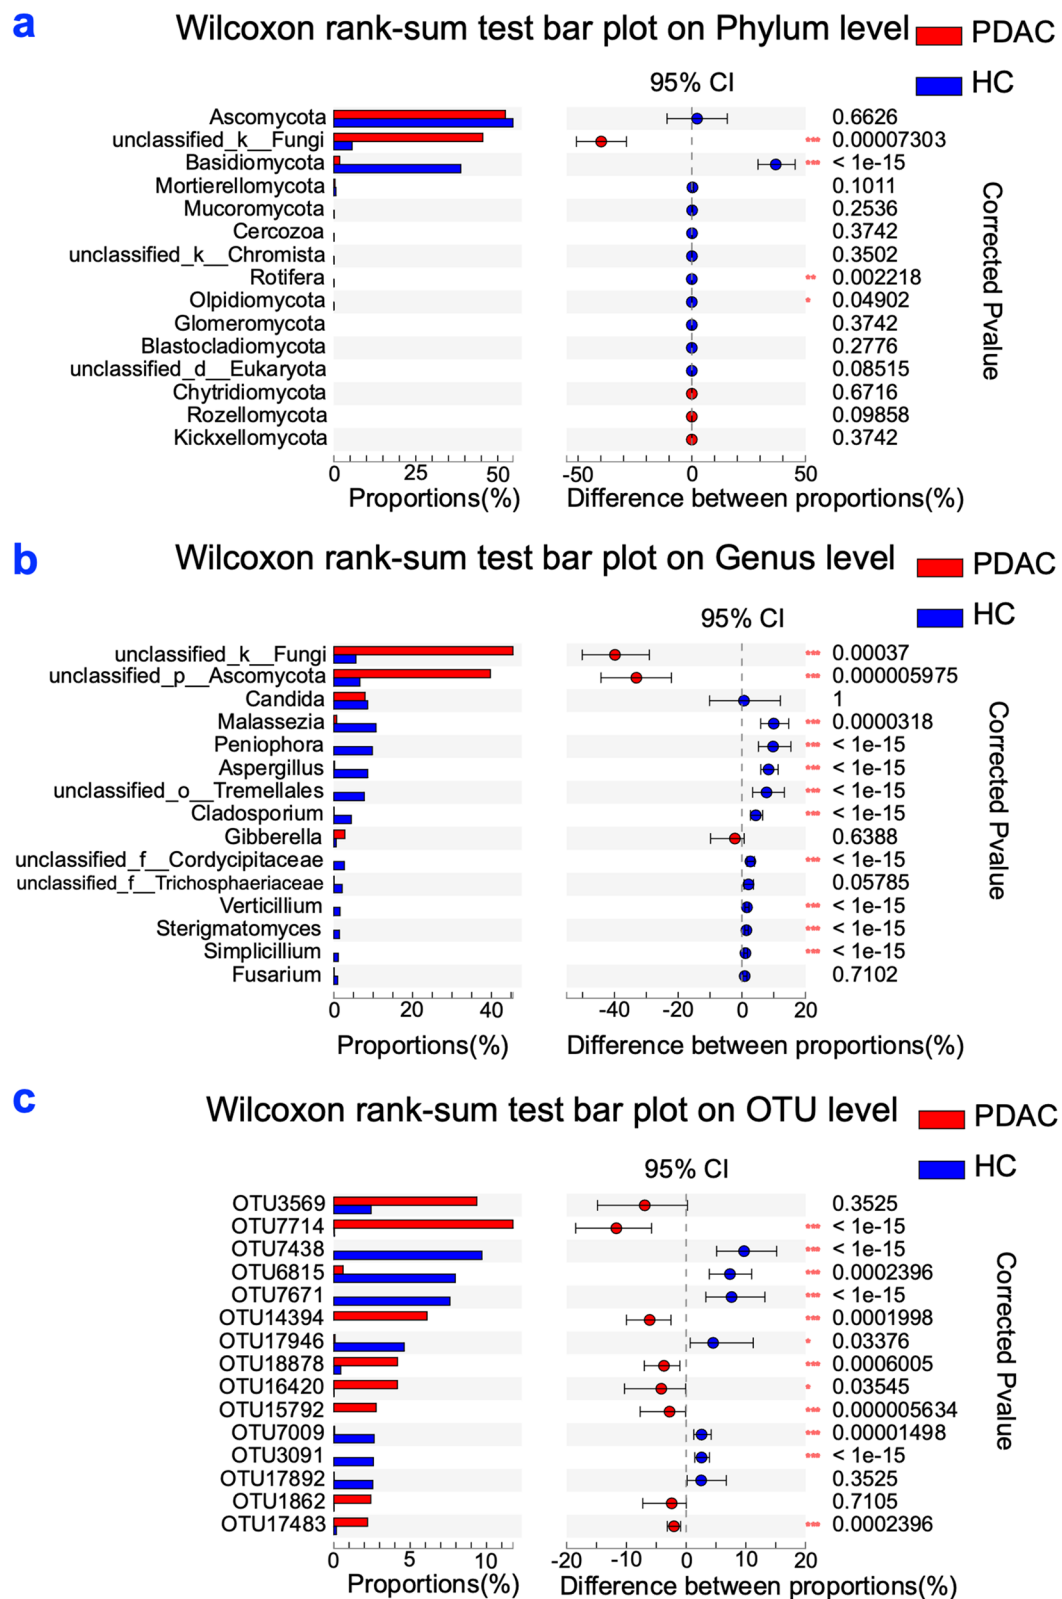 a
Wilcoxon rank-sum test bar plot on Phylum level
PDAC
HC
95% CI
Ascomycota 0.6626
unclassified_k__Fungi *** 0.00007303
Basidiomycota *** < 1e-15
Mortierellomycota 0.1011
Mucoromycota 0.2536
Cercozoa 0.3742
unclassified_k__Chromista 0.3502
Rotifera ** 0.002218
Olpidiomycota * 0.04902
Glomeromycota 0.3742
Blastocladiomycota 0.2776
unclassified_d__Eukaryota 0.08515
Chytridiomycota 0.6716
Rozellomycota 0.09858
Kickxellomycota 0.3742
Corrected Pvalue
0 25 50 -50 0 50
Proportions(%) Difference between proportions(%)
b
Wilcoxon rank-sum test bar plot on Genus level
PDAC
HC
95% CI
unclassified_k__Fungi *** 0.00037
unclassified_p__Ascomycota *** 0.000005975
Candida 1
Malassezia *** 0.0000318
Peniophora *** < 1e-15
Aspergillus *** < 1e-15
unclassified_o__Tremellales *** < 1e-15
Cladosporium *** < 1e-15
Gibberella 0.6388
unclassified_f__Cordycipitaceae *** < 1e-15
unclassified_f__Trichosphaeriaceae 0.05785
Verticillium *** < 1e-15
Sterigmatomyces *** < 1e-15
Simplicillium *** < 1e-15
Fusarium 0.7102
Corrected Pvalue
0 20 40 -40 -20 0 20
Proportions(%) Difference between proportions(%)
c
Wilcoxon rank-sum test bar plot on OTU level
PDAC
HC
95% CI
OTU3569 0.3525
OTU7714 *** < 1e-15
OTU7438 *** < 1e-15
OTU6815 *** 0.0002396
OTU7671 *** < 1e-15
OTU14394 *** 0.0001998
OTU17946 * 0.03376
OTU18878 *** 0.0006005
OTU16420 * 0.03545
OTU15792 *** 0.000005634
OTU7009 *** 0.00001498
OTU3091 *** < 1e-15
OTU17892 0.3525
OTU1862 0.7105
OTU17483 *** 0.0002396
Corrected Pvalue
0 5 10 -20 -10 0 10 20
Proportions(%) Difference between proportions(%)